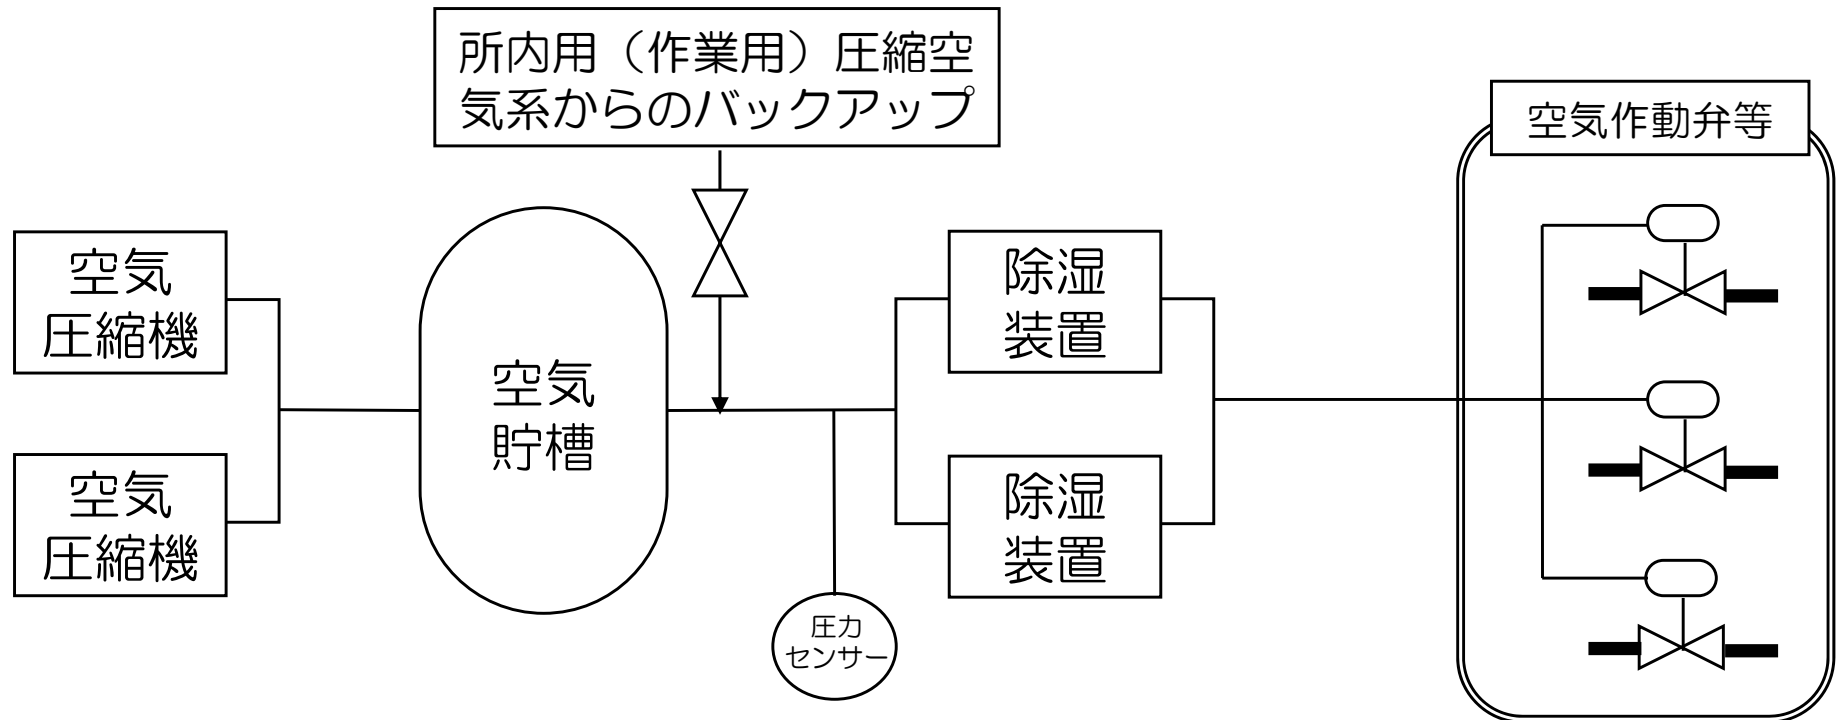 所内用（作業用）圧縮空
気系からのバックアップ
空気作動弁等
空気
圧縮機
空気
圧縮機
空気
貯槽
圧力
センサー
除湿
装置
除湿
装置